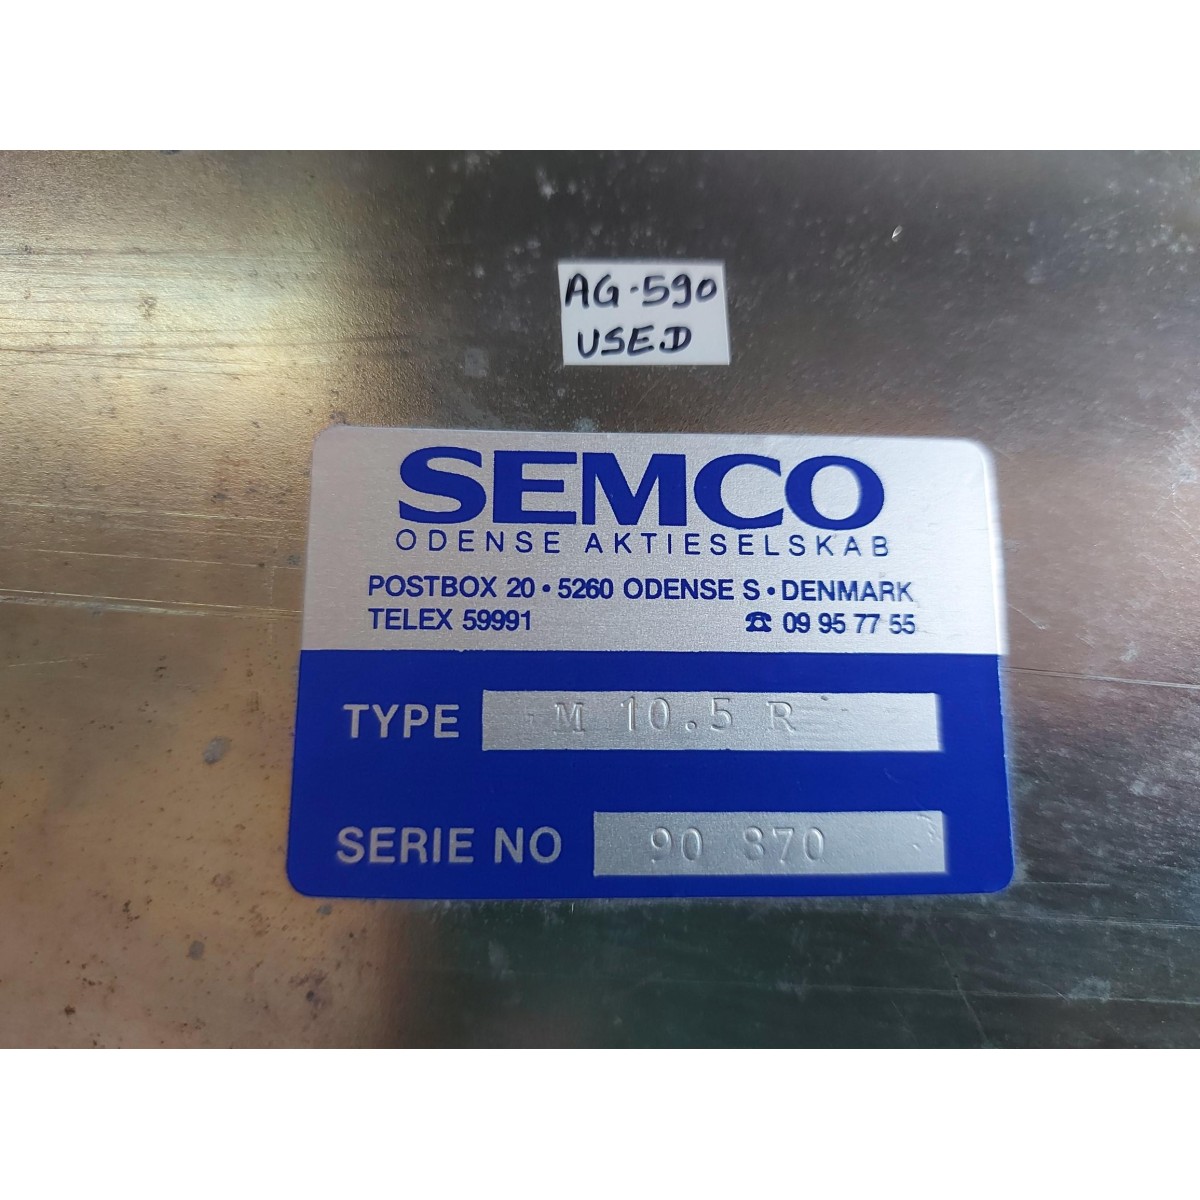 AG-590
USED
SEMCO
ODENSE AKTIESELSKAB
POSTBOX 20 • 5260 ODENSE S • DENMARK
TELEX 59991 ☎ 09 95 77 55
TYPE M 10.5 R
SERIE NO 90 870